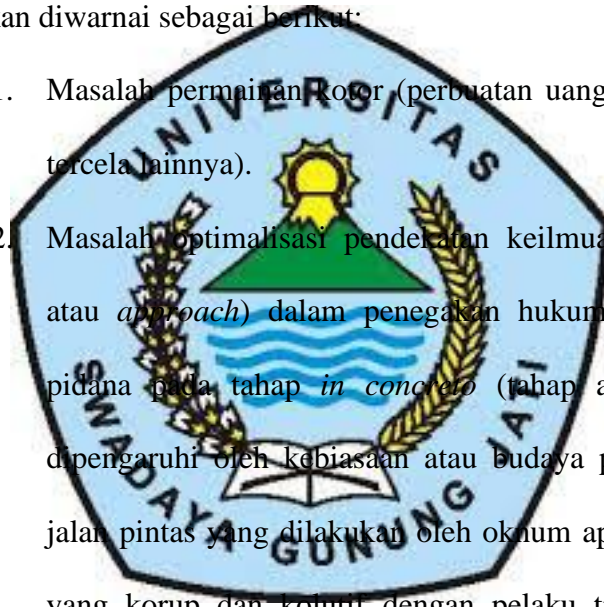 an diwarnai sebagai berikut:
1. Masalah permainan kotor (perbuatan uang
tercela lainnya).
2. Masalah optimalisasi pendekatan keilmua
atau approach) dalam penegakan hukum
pidana pada tahap in concreto (tahap a
dipengaruhi oleh kebiasaan atau budaya p
jalan pintas yang dilakukan oleh oknum ap
yang korup dan kolutif dengan pelaku t
UNIVERSITAS
SWADAYA GUNUNG JATI